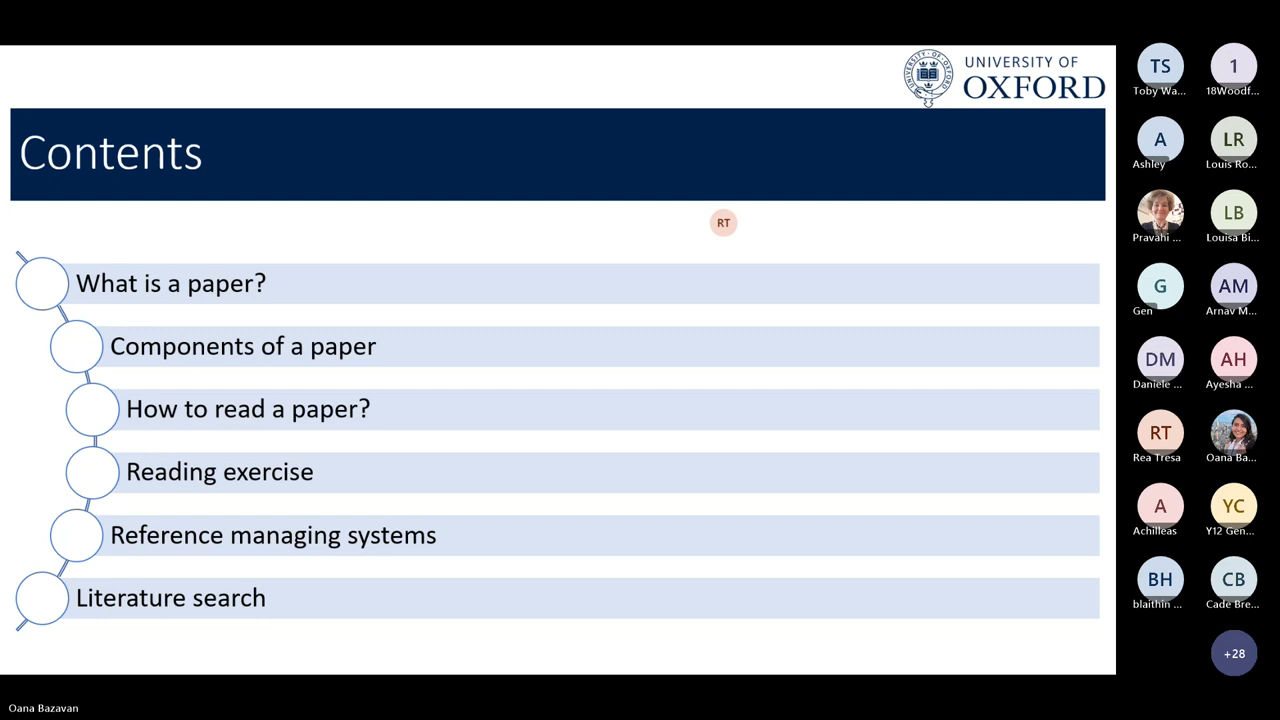 UNIVERSITY OF
OXFORD
Contents
RT
What is a paper?
Components of a paper
How to read a paper?
Reading exercise
Reference managing systems
Literature search
TS
Toby Wa...
1
18Woodf...
A
Ashley
LR
Louis Ro...
Pravahi ...
LB
Louisa Bi...
G
Gen
AM
Arnav M...
DM
Daniele ...
AH
Ayesha ...
RT
Rea Tresa
Oana Ba...
A
Achilleas
YC
Y12 Gen...
BH
blaithin ...
CB
Cade Bre...
+28
Oana Bazavan